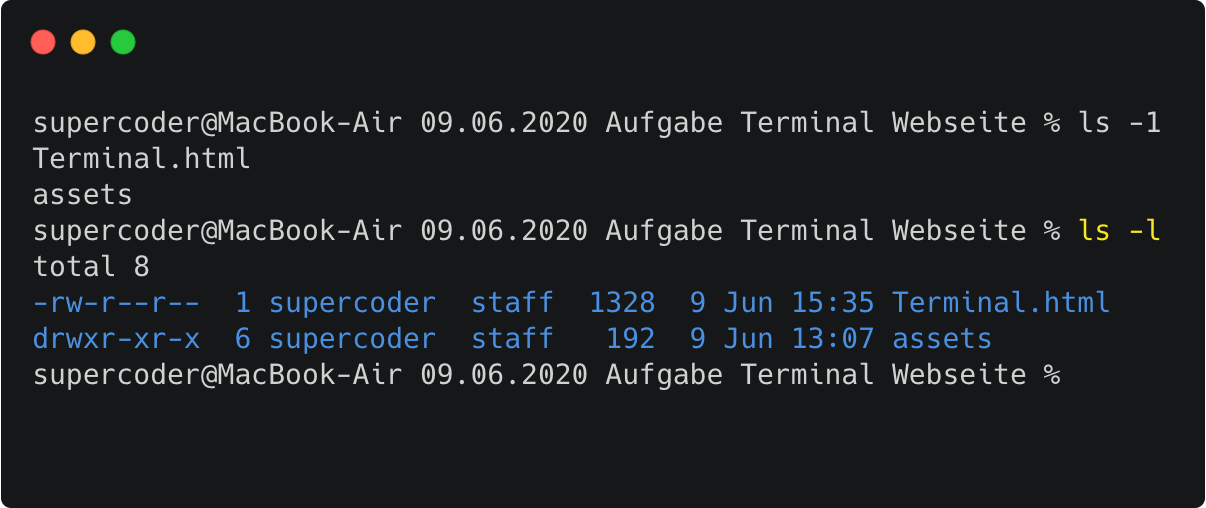 supercoder@MacBook-Air 09.06.2020 Aufgabe Terminal Webseite % ls -1
Terminal.html
assets
supercoder@MacBook-Air 09.06.2020 Aufgabe Terminal Webseite % ls -l
total 8
-rw-r--r--  1 supercoder  staff  1328  9 Jun 15:35 Terminal.html
drwxr-xr-x  6 supercoder  staff   192  9 Jun 13:07 assets
supercoder@MacBook-Air 09.06.2020 Aufgabe Terminal Webseite %